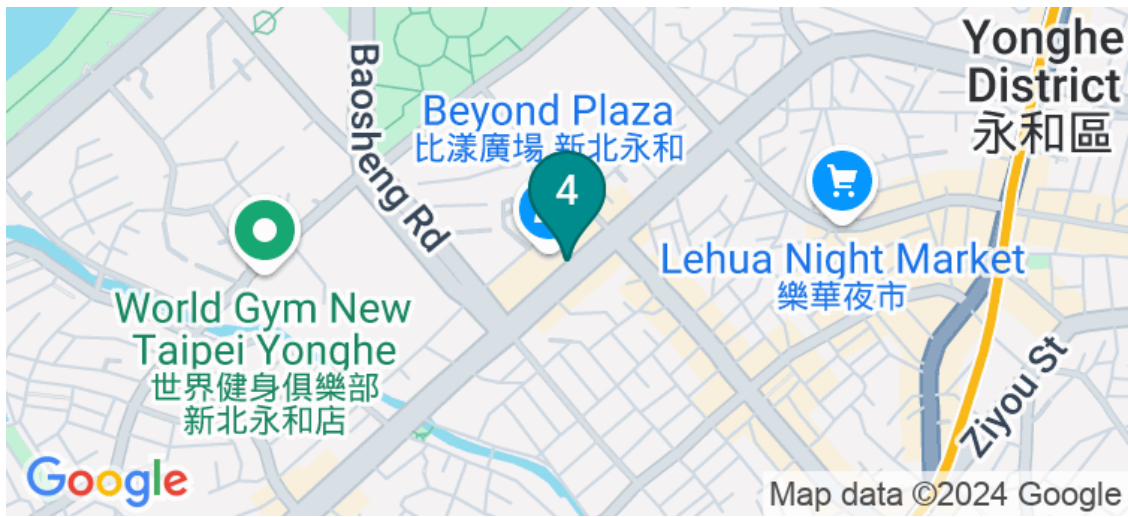 Yonghe
District
永和區
Baosheng Rd
Beyond Plaza
比漾廣場 新北永和
4
Lehua Night Market
樂華夜市
World Gym New
Taipei Yonghe
世界健身俱樂部
新北永和店
Ziyou St
Google
Map data ©2024 Google